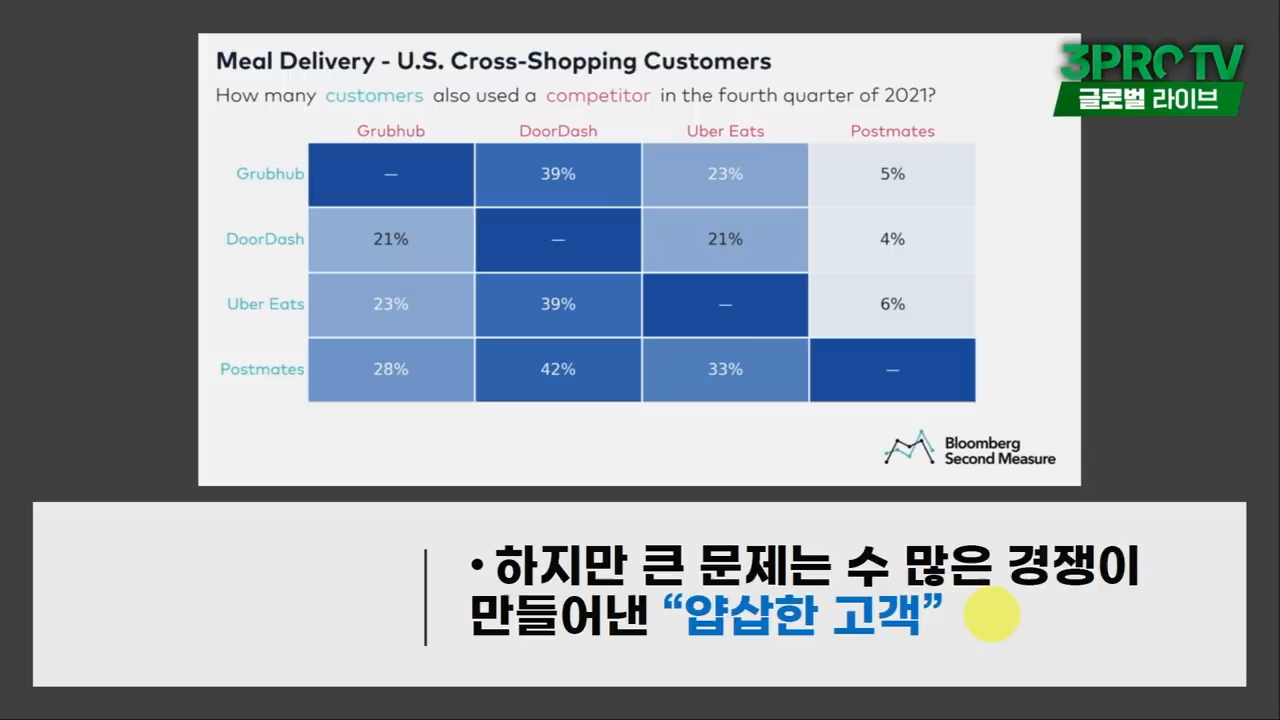 3PRO TV
글로벌 라이브
Meal Delivery - U.S. Cross-Shopping Customers
How many customers also used a competitor in the fourth quarter of 2021?
Grubhub DoorDash Uber Eats Postmates
Grubhub — 39% 23% 5%
DoorDash 21% — 21% 4%
Uber Eats 23% 39% — 6%
Postmates 28% 42% 33% —
Bloomberg
Second Measure
• 하지만 큰 문제는 수 많은 경쟁이
만들어낸 “얍삽한 고객”